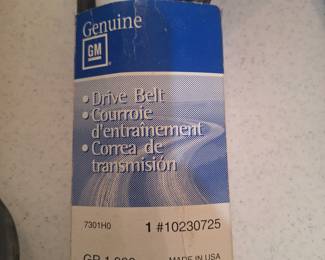 Genuine
GM
• Drive Belt
• Courroie
d'entraînement
• Correa de
transmisión
7301H0 1 #10230725
MADE IN USA